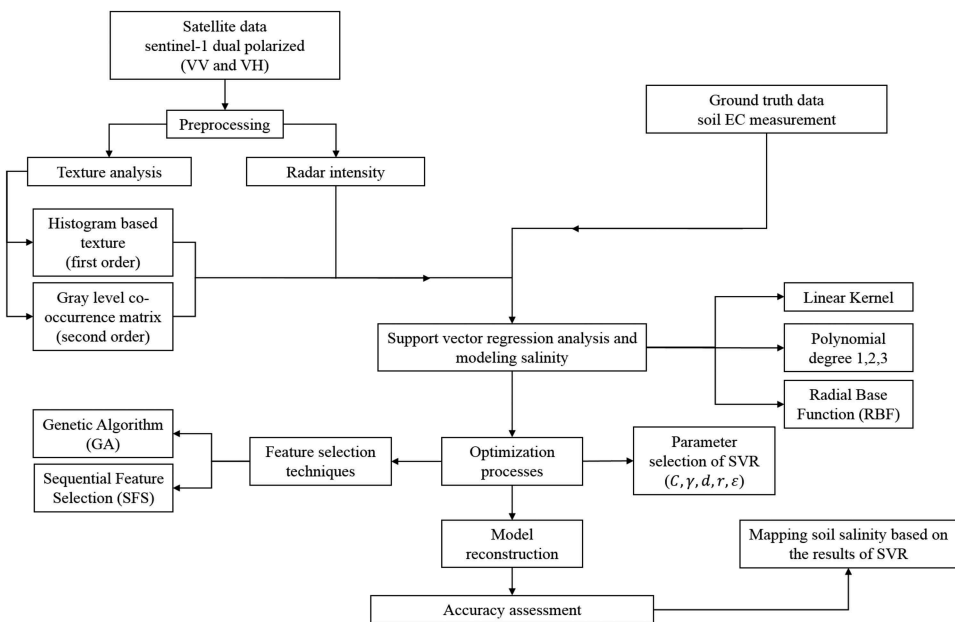 Satellite data
sentinel-1 dual polarized
(VV and VH)
Ground truth data
soil EC measurement
Preprocessing
Texture analysis
Radar intensity
Histogram based
texture
(first order)
Gray level co-
occurrence matrix
(second order)
Linear Kernel
Support vector regression analysis and
modeling salinity
Polynomial
degree 1,2,3
Radial Base
Function (RBF)
Genetic Algorithm
(GA)
Sequential Feature
Selection (SFS)
Feature selection
techniques
Optimization
processes
Parameter
selection of SVR
(C, γ, d, r, ε)
Model
reconstruction
Mapping soil salinity based on
the results of SVR
Accuracy assessment